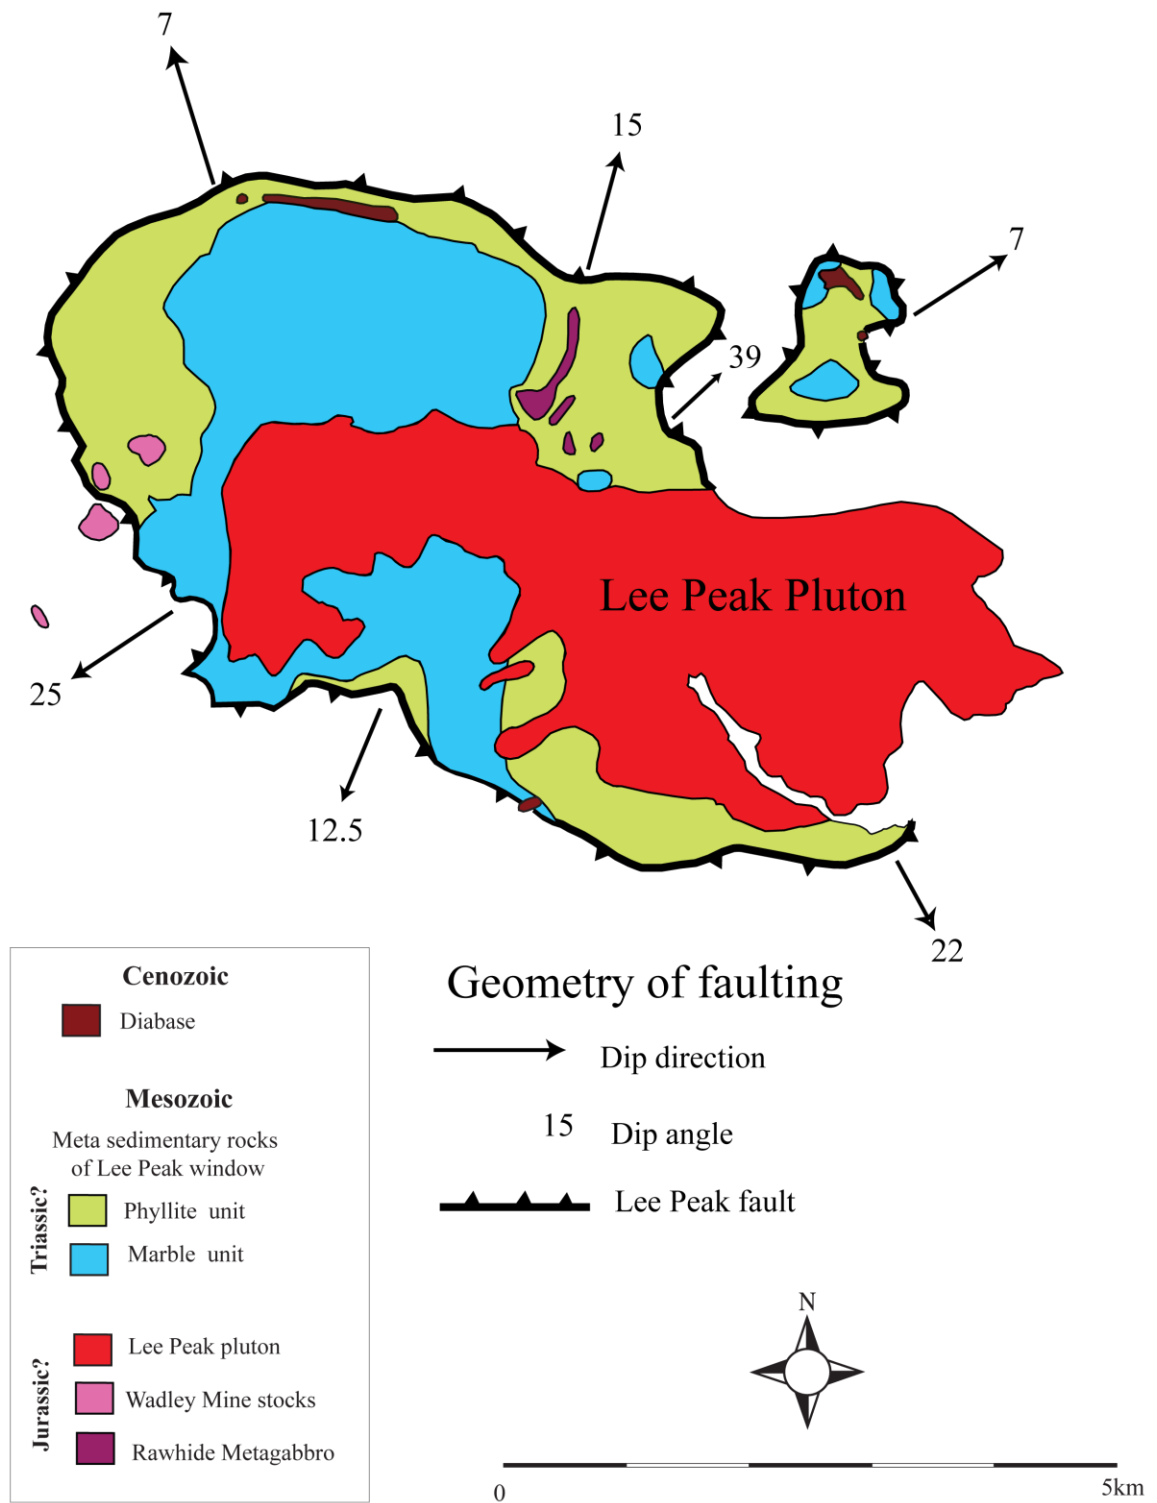 7
15
7
39
Lee Peak Pluton
25
12.5
22
Cenozoic
Diabase
Mesozoic
Meta sedimentary rocks
of Lee Peak window
Triassic?
Phyllite unit
Marble unit
Jurassic?
Lee Peak pluton
Wadley Mine stocks
Rawhide Metagabbro
Geometry of faulting
Dip direction
15 Dip angle
Lee Peak fault
N
0 5km